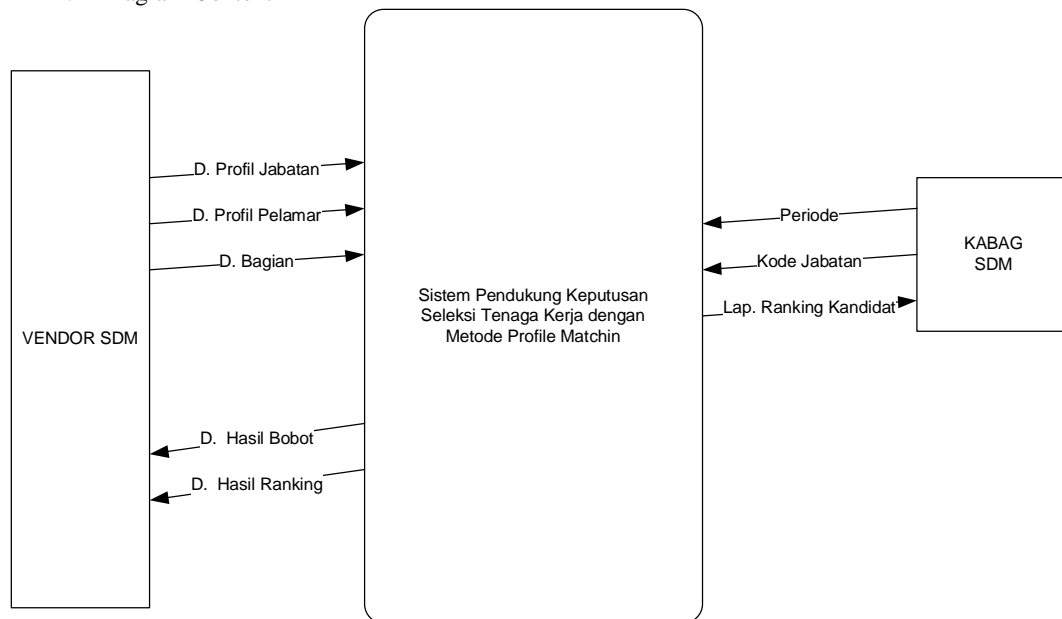 VENDOR SDM
D. Profil Jabatan
D. Profil Pelamar
D. Bagian
D. Hasil Bobot
D. Hasil Ranking
Sistem Pendukung Keputusan
Seleksi Tenaga Kerja dengan
Metode Profile Matchin
Periode
Kode Jabatan
Lap. Ranking Kandidat
KABAG
SDM